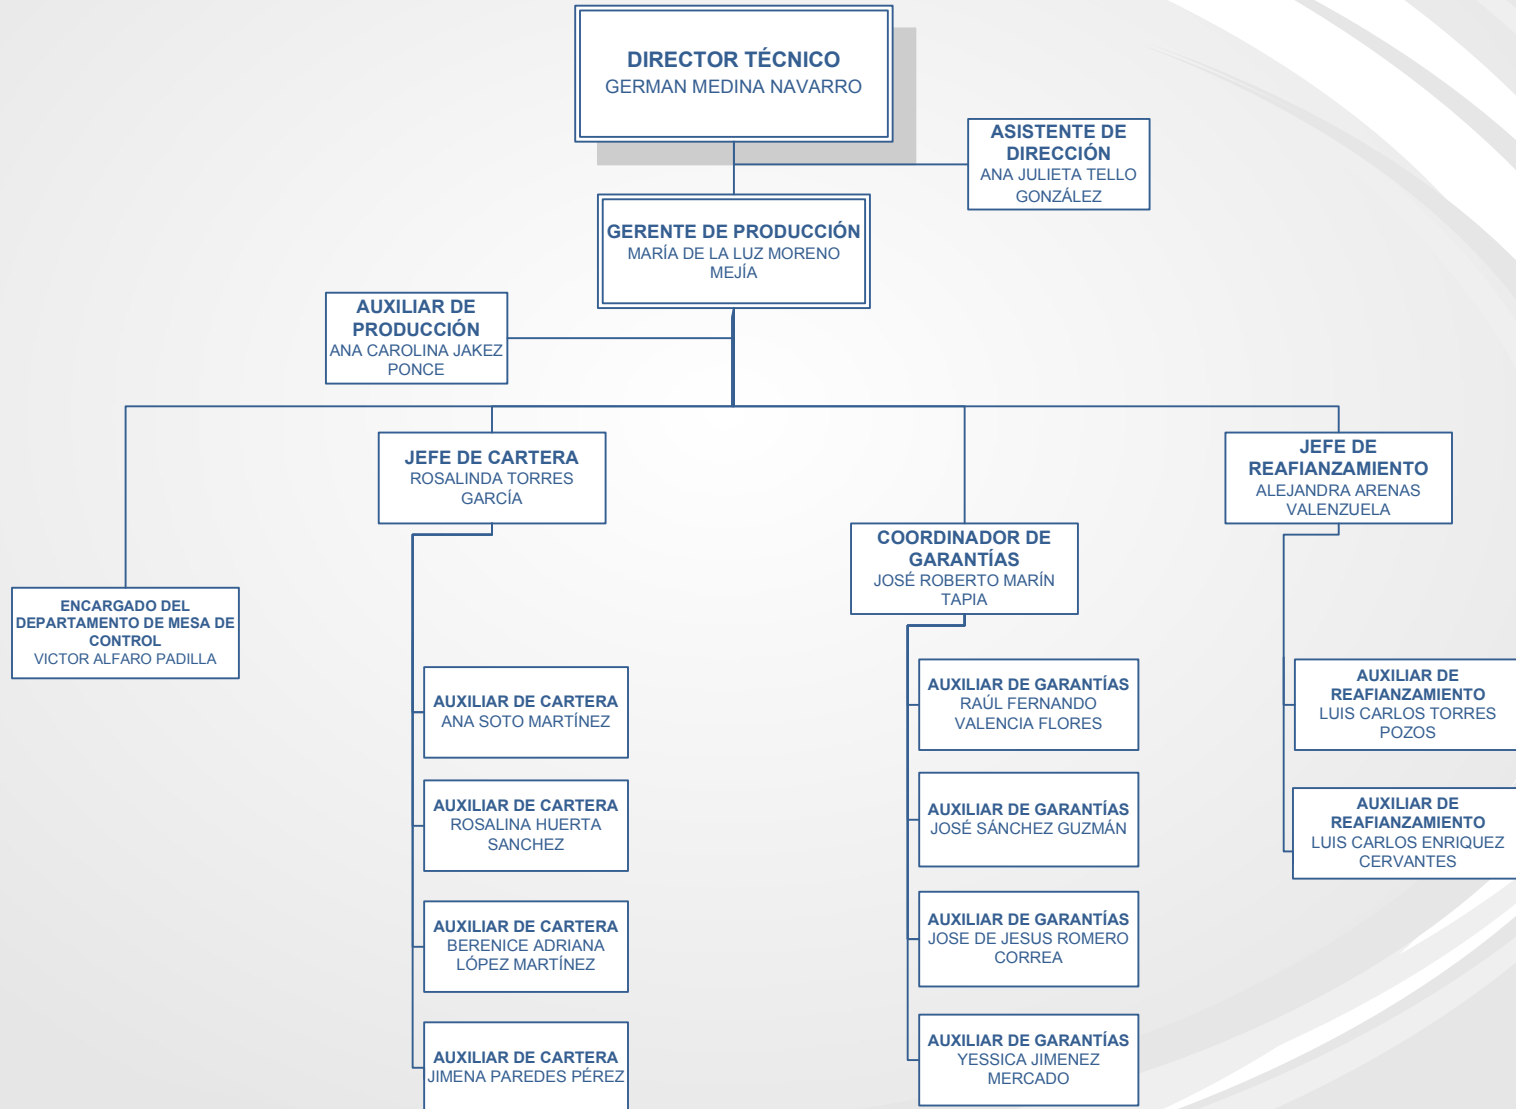 DIRECTOR TÉCNICO
GERMAN MEDINA NAVARRO
ASISTENTE DE
DIRECCIÓN
ANA JULIETA TELLO
GONZÁLEZ
GERENTE DE PRODUCCIÓN
MARÍA DE LA LUZ MORENO
MEJÍA
AUXILIAR DE
PRODUCCIÓN
ANA CAROLINA JAKEZ
PONCE
JEFE DE CARTERA
ROSALINDA TORRES
GARCÍA
JEFE DE
REAFIANZAMIENTO
ALEJANDRA ARENAS
VALENZUELA
COORDINADOR DE
GARANTÍAS
JOSÉ ROBERTO MARÍN
TAPIA
ENCARGADO DEL
DEPARTAMENTO DE MESA DE
CONTROL
VICTOR ALFARO PADILLA
AUXILIAR DE CARTERA
ANA SOTO MARTÍNEZ
AUXILIAR DE CARTERA
ROSALINA HUERTA
SANCHEZ
AUXILIAR DE CARTERA
BERENICE ADRIANA
LÓPEZ MARTÍNEZ
AUXILIAR DE CARTERA
JIMENA PAREDES PÉREZ
AUXILIAR DE GARANTÍAS
RAÚL FERNANDO
VALENCIA FLORES
AUXILIAR DE GARANTÍAS
JOSÉ SÁNCHEZ GUZMÁN
AUXILIAR DE GARANTÍAS
JOSE DE JESUS ROMERO
CORREA
AUXILIAR DE GARANTÍAS
YESSICA JIMENEZ
MERCADO
AUXILIAR DE
REAFIANZAMIENTO
LUIS CARLOS TORRES
POZOS
AUXILIAR DE
REAFIANZAMIENTO
LUIS CARLOS ENRIQUEZ
CERVANTES